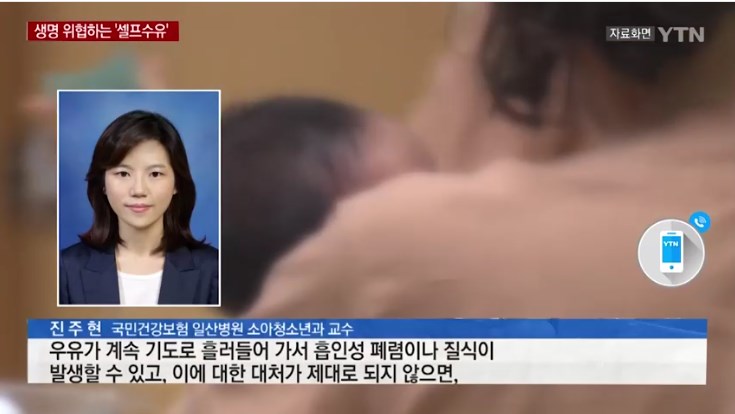 생명 위협하는 '셀프수유'
자료화면 YTN
YTN
진주현 국민건강보험 일산병원 소아청소년과 교수
우유가 계속 기도로 흘러들어 가서 흡인성 폐렴이나 질식이
발생할 수 있고, 이에 대한 대처가 제대로 되지 않으면,